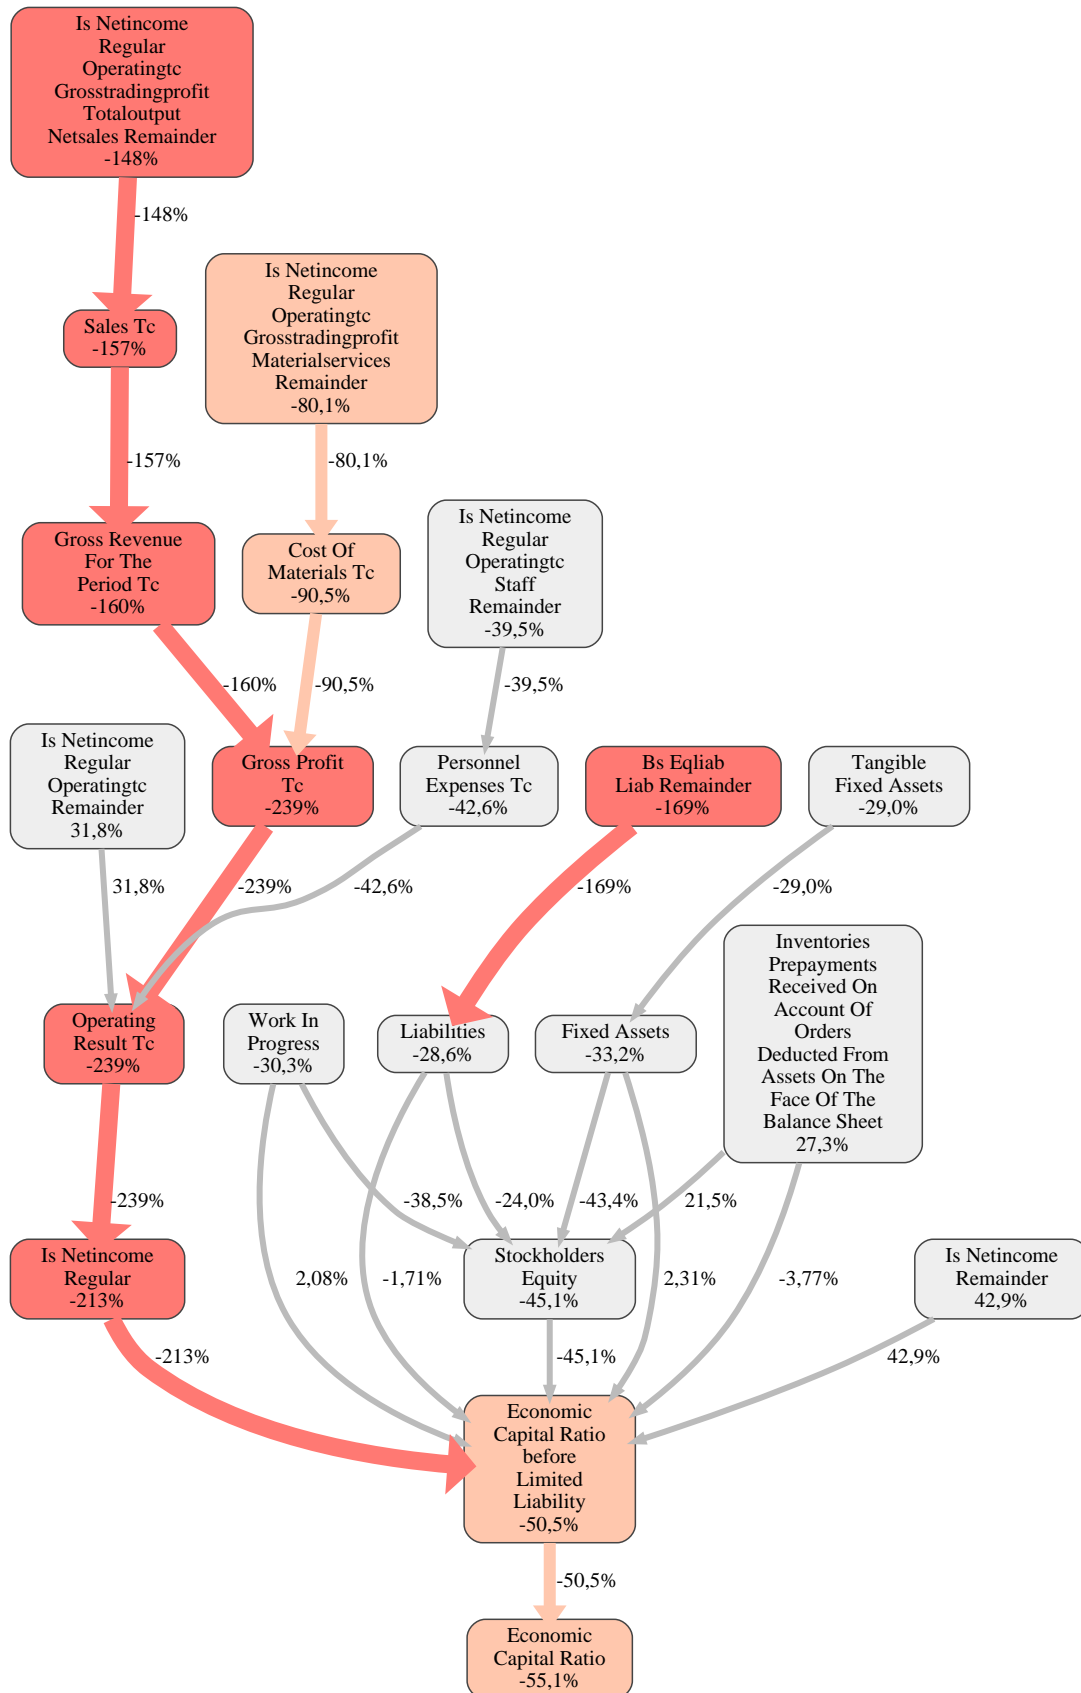 Is Netincome
Regular
Operatingtc
Grosstradingprofit
Totaloutput
Netsales Remainder
-148%
-148%
Is Netincome
Regular
Operatingtc
Grosstradingprofit
Materialservices
Remainder
-80,1%
Sales Tc
-157%
-157%
-80,1%
Is Netincome
Regular
Operatingtc
Staff
Remainder
-39,5%
Gross Revenue
For The
Period Tc
-160%
Cost Of
Materials Tc
-90,5%
-160%
-90,5%
-39,5%
Is Netincome
Regular
Operatingtc
Remainder
31,8%
Gross Profit
Tc
-239%
Personnel
Expenses Tc
-42,6%
Bs Eqliab
Liab Remainder
-169%
Tangible
Fixed Assets
-29,0%
31,8%
-239%
-42,6%
-169%
-29,0%
Inventories
Prepayments
Received On
Account Of
Orders
Deducted From
Assets On The
Face Of The
Balance Sheet
27,3%
Operating
Result Tc
-239%
Work In
Progress
-30,3%
Liabilities
-28,6%
Fixed Assets
-33,2%
-239%
-38,5%
-24,0%
-43,4%
21,5%
Is Netincome
Regular
-213%
2,08%
-1,71%
Stockholders
Equity
-45,1%
2,31%
-3,77%
Is Netincome
Remainder
42,9%
-213%
-45,1%
42,9%
Economic
Capital Ratio
before
Limited
Liability
-50,5%
-50,5%
Economic
Capital Ratio
-55,1%